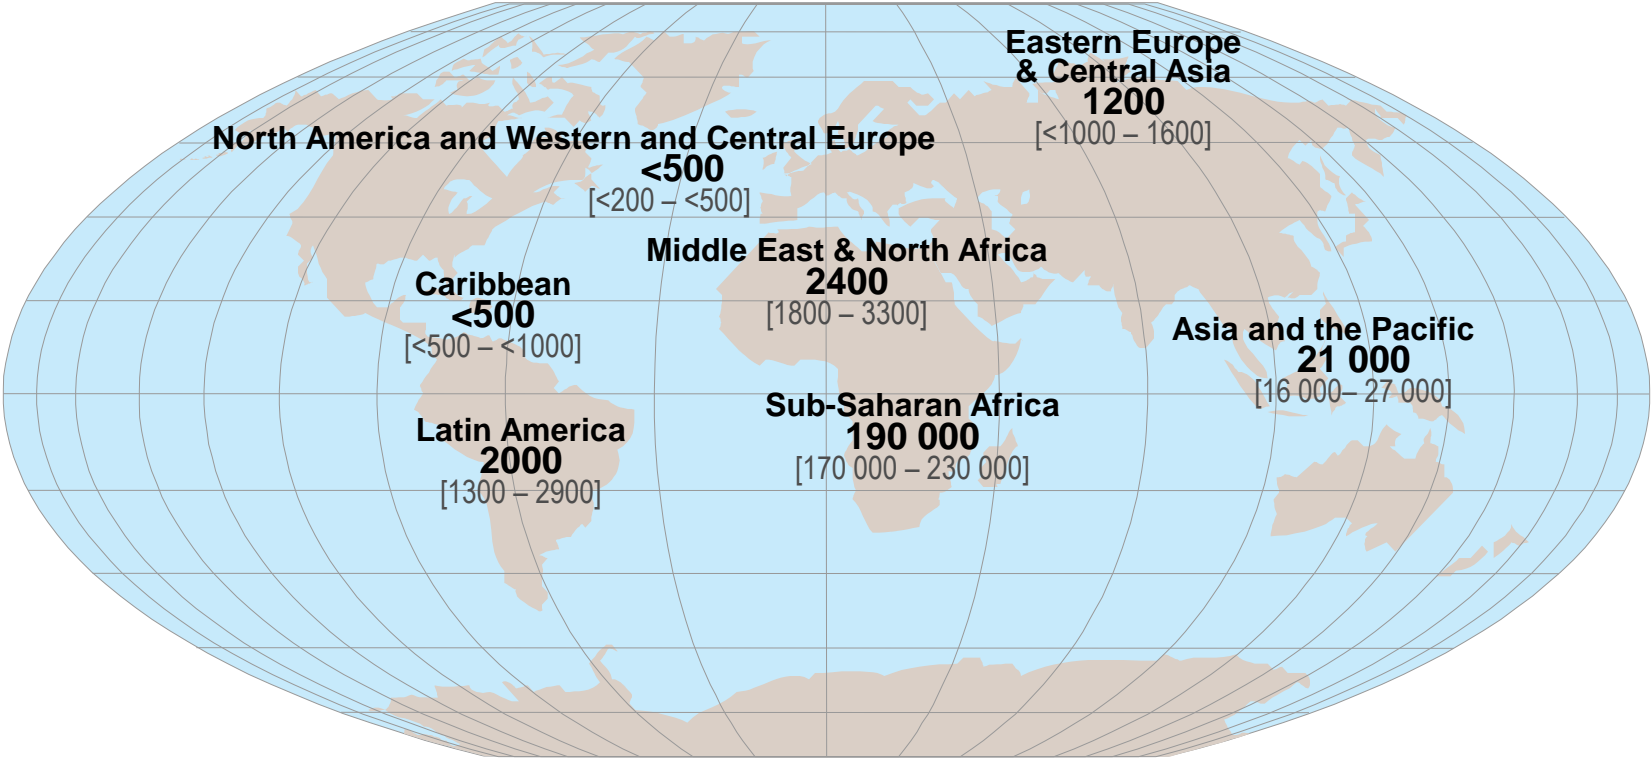 Eastern Europe
& Central Asia
1200
[<1000 – 1600]
North America and Western and Central Europe
<500
[<200 – <500]
Middle East & North Africa
2400
[1800 – 3300]
Caribbean
<500
[<500 – <1000]
Asia and the Pacific
21 000
[16 000– 27 000]
Sub-Saharan Africa
190 000
[170 000 – 230 000]
Latin America
2000
[1300 – 2900]